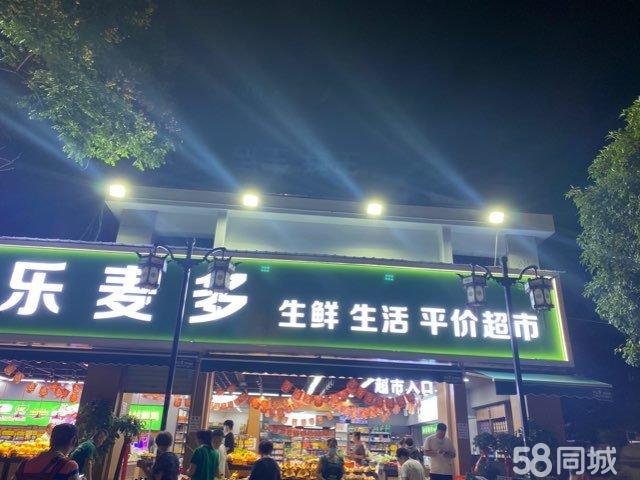 乐麦多 生鲜 生活 平价超市
超市入口
58同城